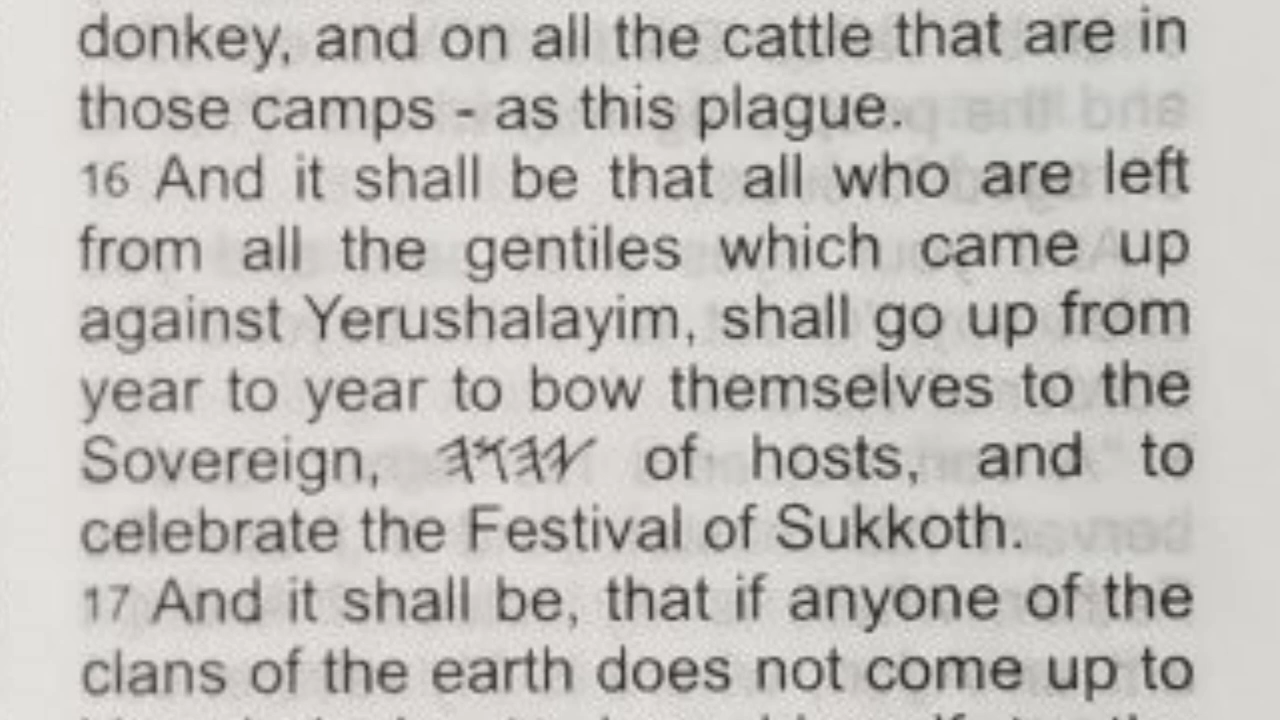 donkey, and on all the cattle that are in
those camps - as this plague.
16 And it shall be that all who are left
from all the gentiles which came up
against Yerushalayim, shall go up from
year to year to bow themselves to the
Sovereign, 𐤉𐤄𐤅𐤄 of hosts, and to
celebrate the Festival of Sukkoth.
17 And it shall be, that if anyone of the
clans of the earth does not come up to